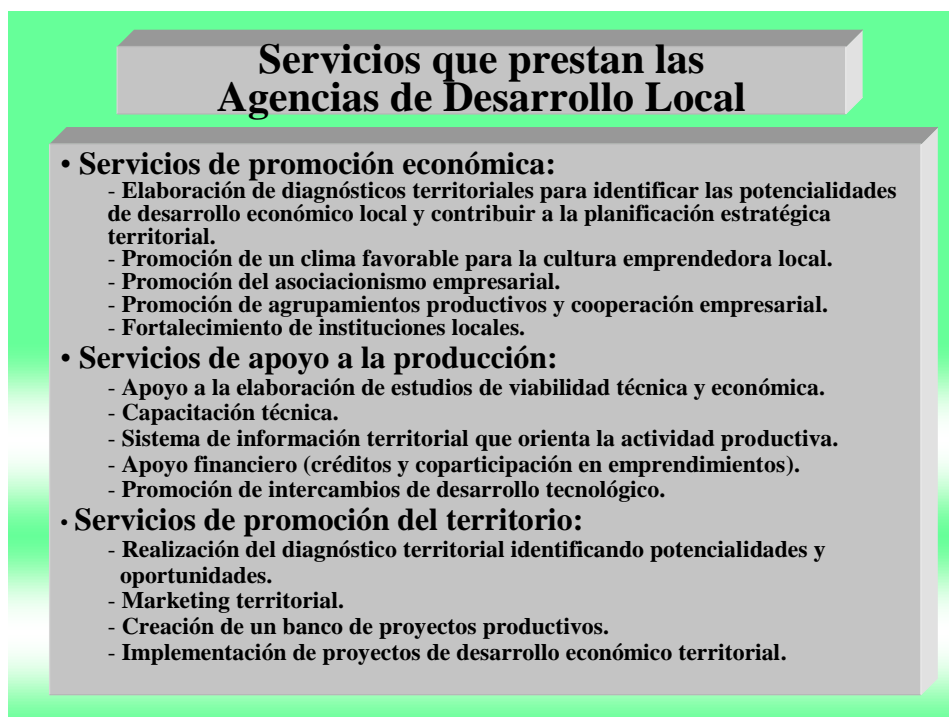 Servicios que prestan las
Agencias de Desarrollo Local
• Servicios de promoción económica:
- Elaboración de diagnósticos territoriales para identificar las potencialidades
de desarrollo económico local y contribuir a la planificación estratégica
territorial.
- Promoción de un clima favorable para la cultura emprendedora local.
- Promoción del asociacionismo empresarial.
- Promoción de agrupamientos productivos y cooperación empresarial.
- Fortalecimiento de instituciones locales.
• Servicios de apoyo a la producción:
- Apoyo a la elaboración de estudios de viabilidad técnica y económica.
- Capacitación técnica.
- Sistema de información territorial que orienta la actividad productiva.
- Apoyo financiero (créditos y coparticipación en emprendimientos).
- Promoción de intercambios de desarrollo tecnológico.
• Servicios de promoción del territorio:
- Realización del diagnóstico territorial identificando potencialidades y
oportunidades.
- Marketing territorial.
- Creación de un banco de proyectos productivos.
- Implementación de proyectos de desarrollo económico territorial.